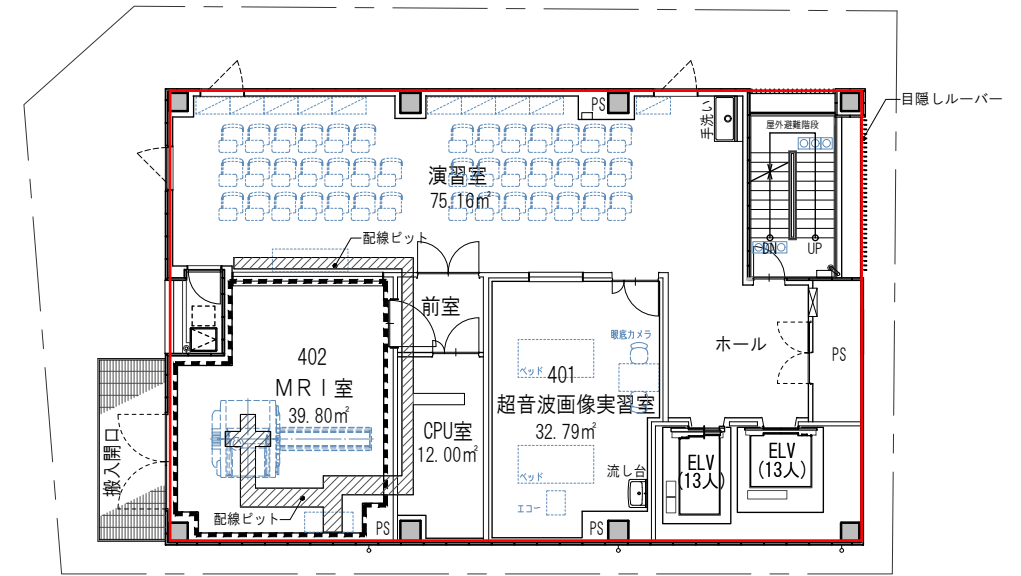 目隠しルーバー
PS
手洗い
屋外避難階段
演習室
75.16㎡
配線ピット
DN
UP
前室
眼底カメラ
ホール
PS
402
MRI室
39.80㎡
ベッド
401
超音波画像実習室
32.79㎡
CPU室
12.00㎡
搬入開口
ベッド
流し台
ELV
(13人)
ELV
(13人)
エコー
配線ピット
PS
PS